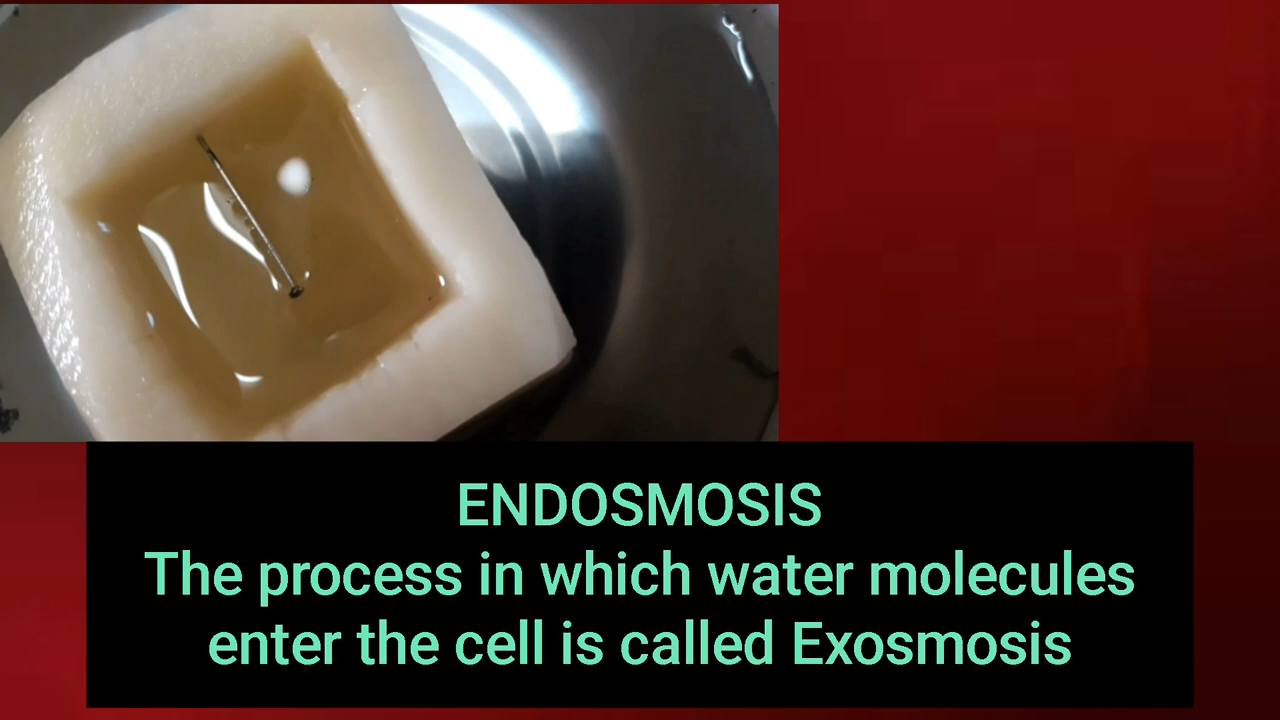 ENDOSMOSIS
The process in which water molecules
enter the cell is called Exosmosis